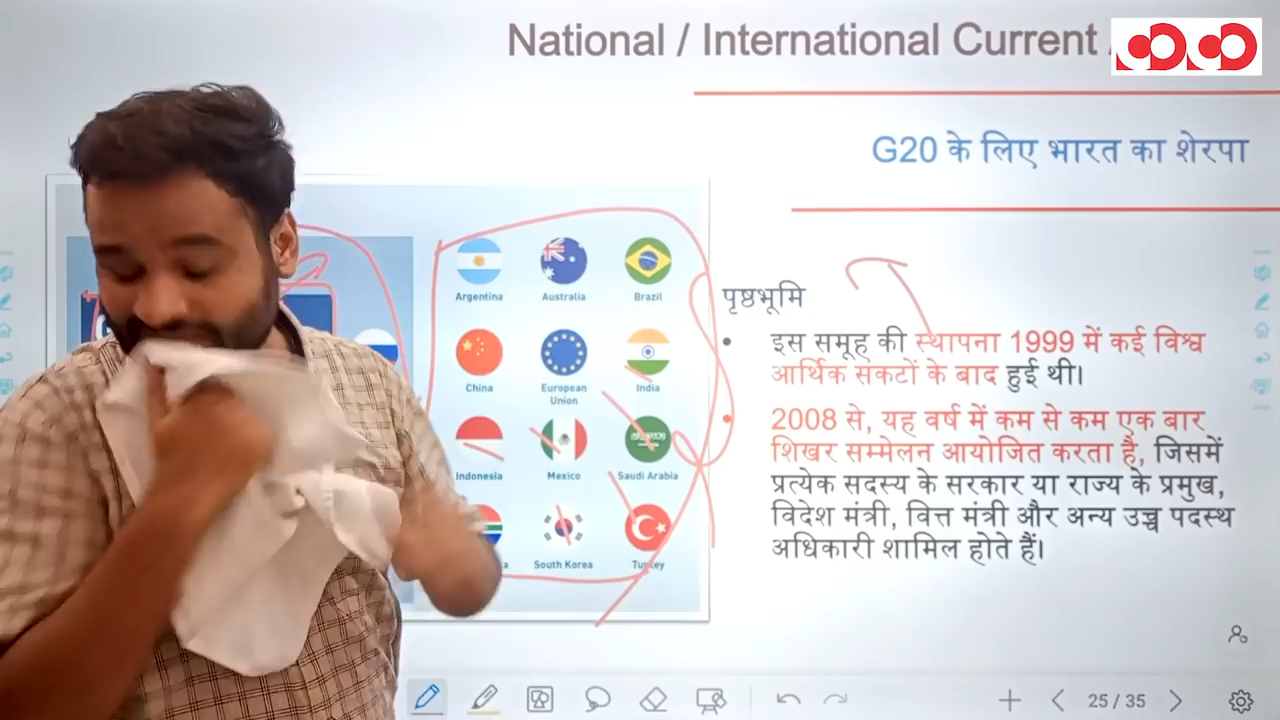 National / International Current
G20 के लिए भारत का शेरपा
Argentina
Australia
Brazil
China
European
Union
India
Indonesia
Mexico
Saudi Arabia
South Korea
Turkey
पृष्ठभूमि
• इस समूह की स्थापना 1999 में कई विश्व
आर्थिक संकटों के बाद हुई थी।
• 2008 से, यह वर्ष में कम से कम एक बार
शिखर सम्मेलन आयोजित करता है, जिसमें
प्रत्येक सदस्य के सरकार या राज्य के प्रमुख,
विदेश मंत्री, वित्त मंत्री और अन्य उच्च पदस्थ
अधिकारी शामिल होते हैं।
25 / 35